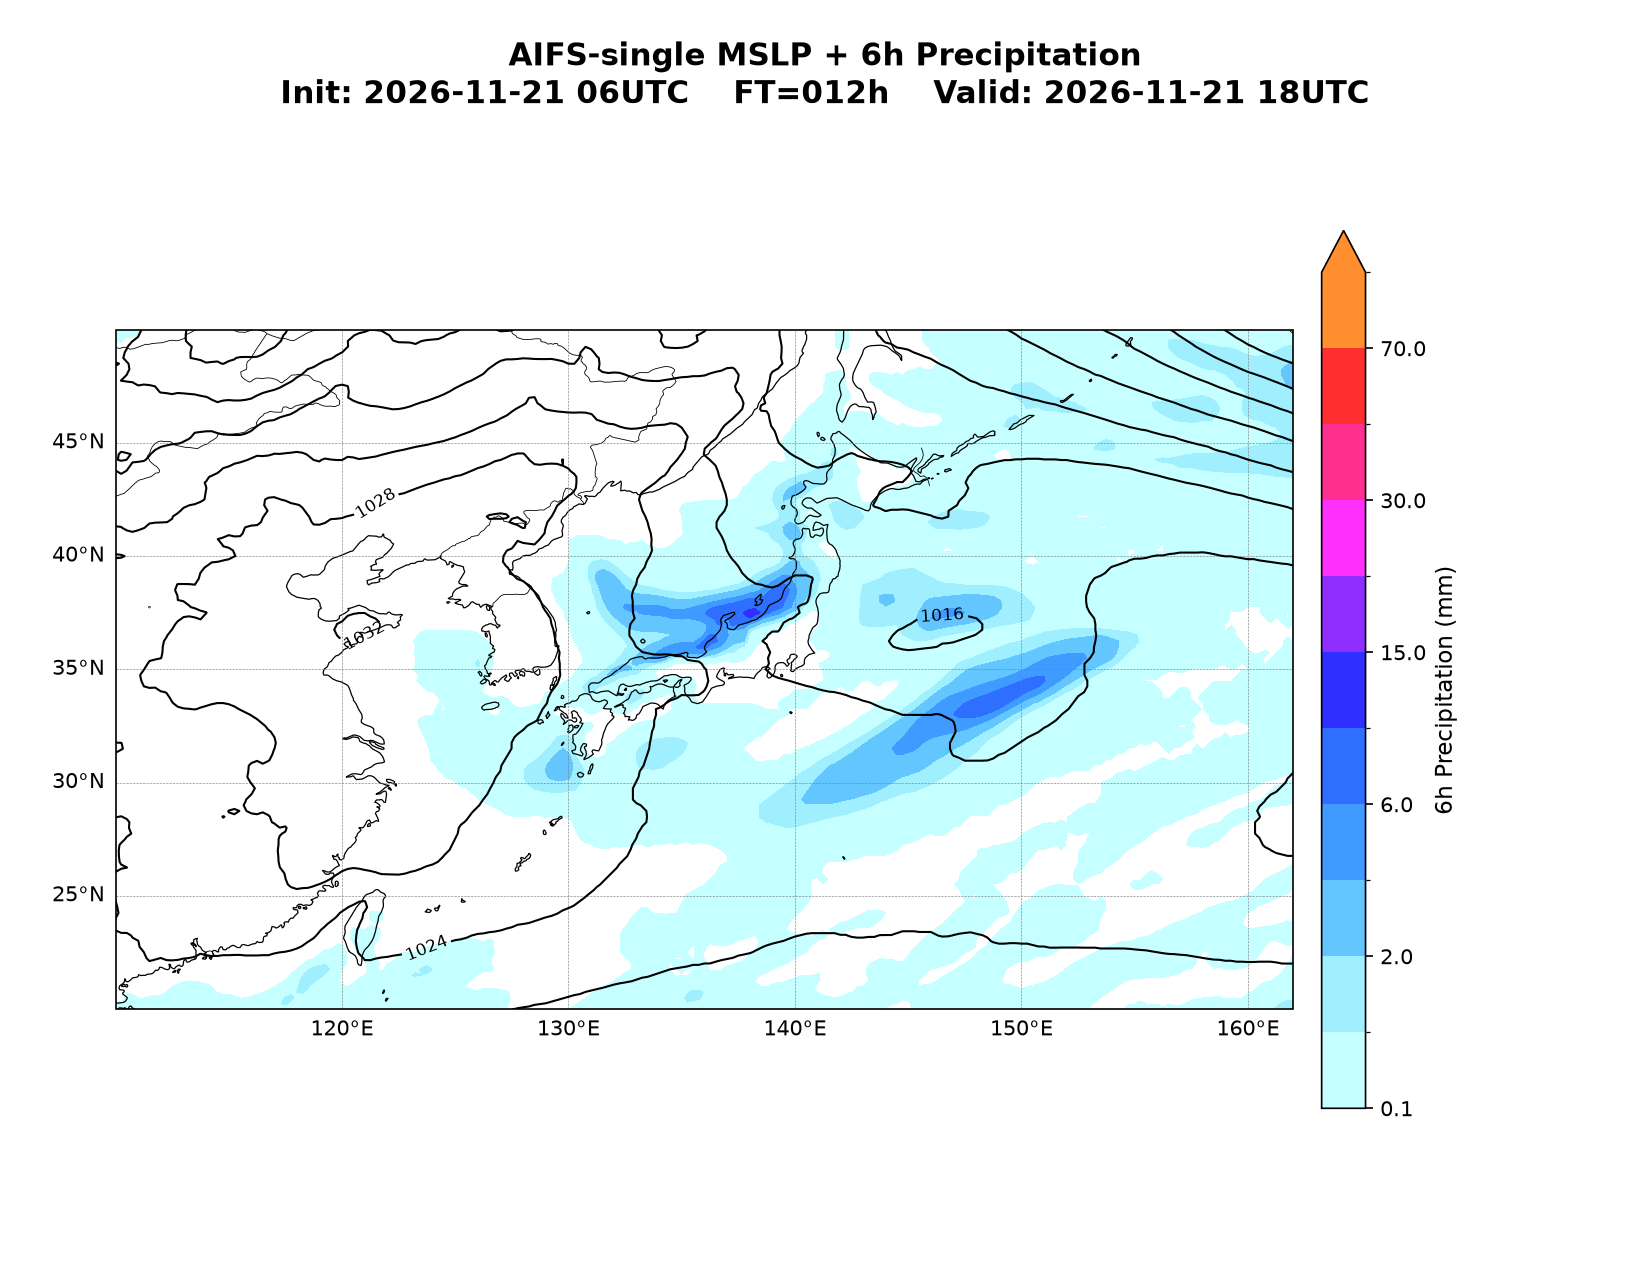 AIFS-single MSLP + 6h Precipitation
Init: 2026-11-21 06UTC    FT=012h    Valid: 2026-11-21 18UTC
70.0
45°N
1028
30.0
40°N
1016
1032
6h Precipitation (mm)
35°N
15.0
30°N
6.0
25°N
1024
2.0
120°E
130°E
140°E
150°E
160°E
0.1